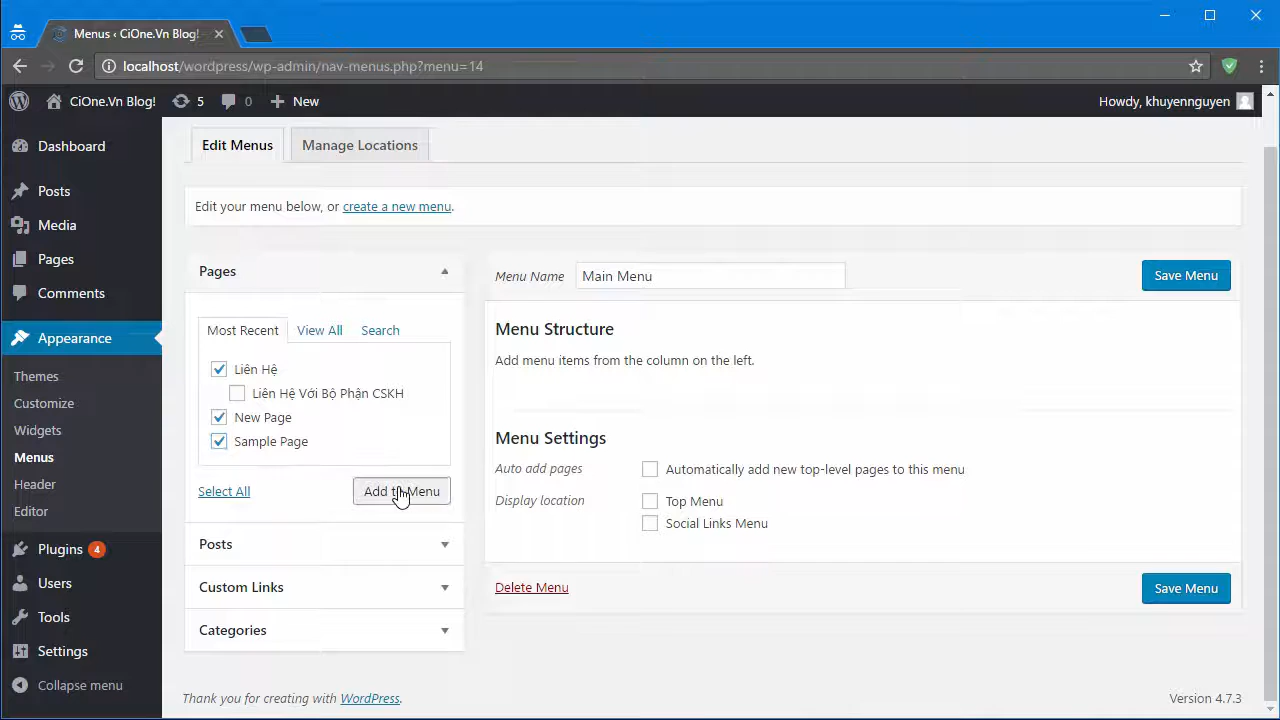 Menus ‹ CiOne.Vn Blog!
localhost/wordpress/wp-admin/nav-menus.php?menu=14
CiOne.Vn Blog! 5 0 New Howdy, khuyennguyen
Dashboard
Posts
Media
Pages
Comments
Appearance
Themes
Customize
Widgets
Menus
Header
Editor
Plugins 4
Users
Tools
Settings
Collapse menu
Edit Menus Manage Locations
Edit your menu below, or create a new menu.
Pages
Most Recent View All Search
Liên Hệ
Liên Hệ Với Bộ Phận CSKH
New Page
Sample Page
Select All Add to Menu
Posts
Custom Links
Categories
Menu Name Main Menu Save Menu
Menu Structure
Add menu items from the column on the left.
Menu Settings
Auto add pages Automatically add new top-level pages to this menu
Display location Top Menu
Social Links Menu
Delete Menu Save Menu
Thank you for creating with WordPress. Version 4.7.3